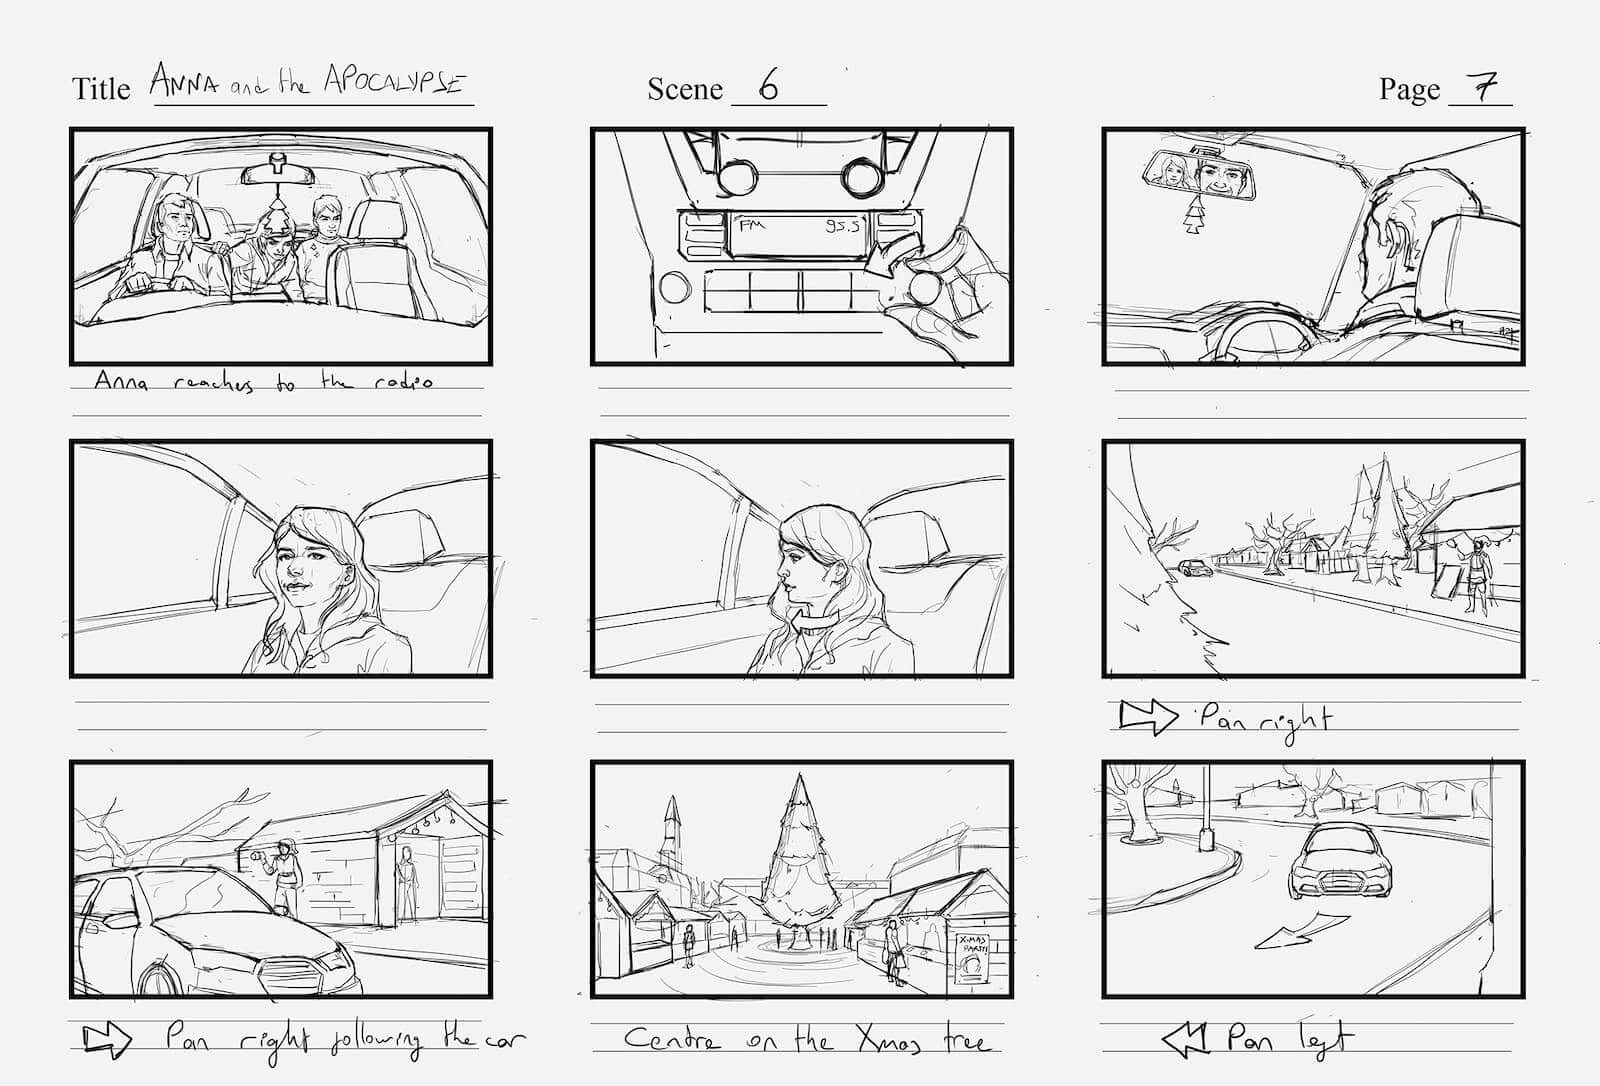 Title ANNA and the APOCALYPSE
Scene 6
Page 7
FM 95.5
Anna reaches to the radio
Pan right
X-MAS
PARTY!
Pan right following the car
Centre on the Xmas tree
Pan left